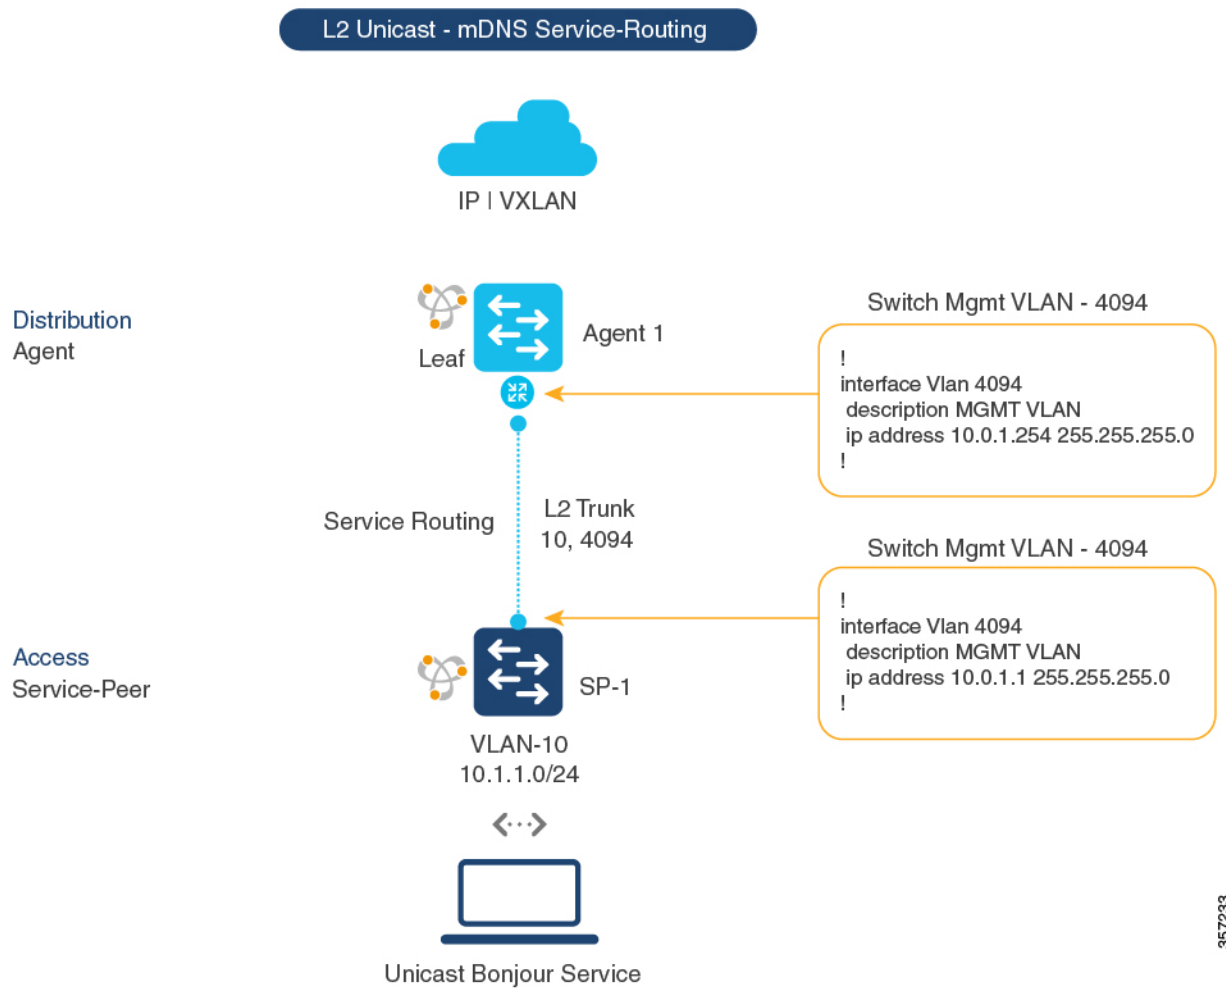 L2 Unicast - mDNS Service-Routing
IP | VXLAN
Distribution
Agent
Leaf
Agent 1
Switch Mgmt VLAN - 4094
!
interface Vlan 4094
description MGMT VLAN
ip address 10.0.1.254 255.255.255.0
!
Service Routing
L2 Trunk
10, 4094
Switch Mgmt VLAN - 4094
!
interface Vlan 4094
description MGMT VLAN
ip address 10.0.1.1 255.255.255.0
!
Access
Service-Peer
SP-1
VLAN-10
10.1.1.0/24
Unicast Bonjour Service
357233